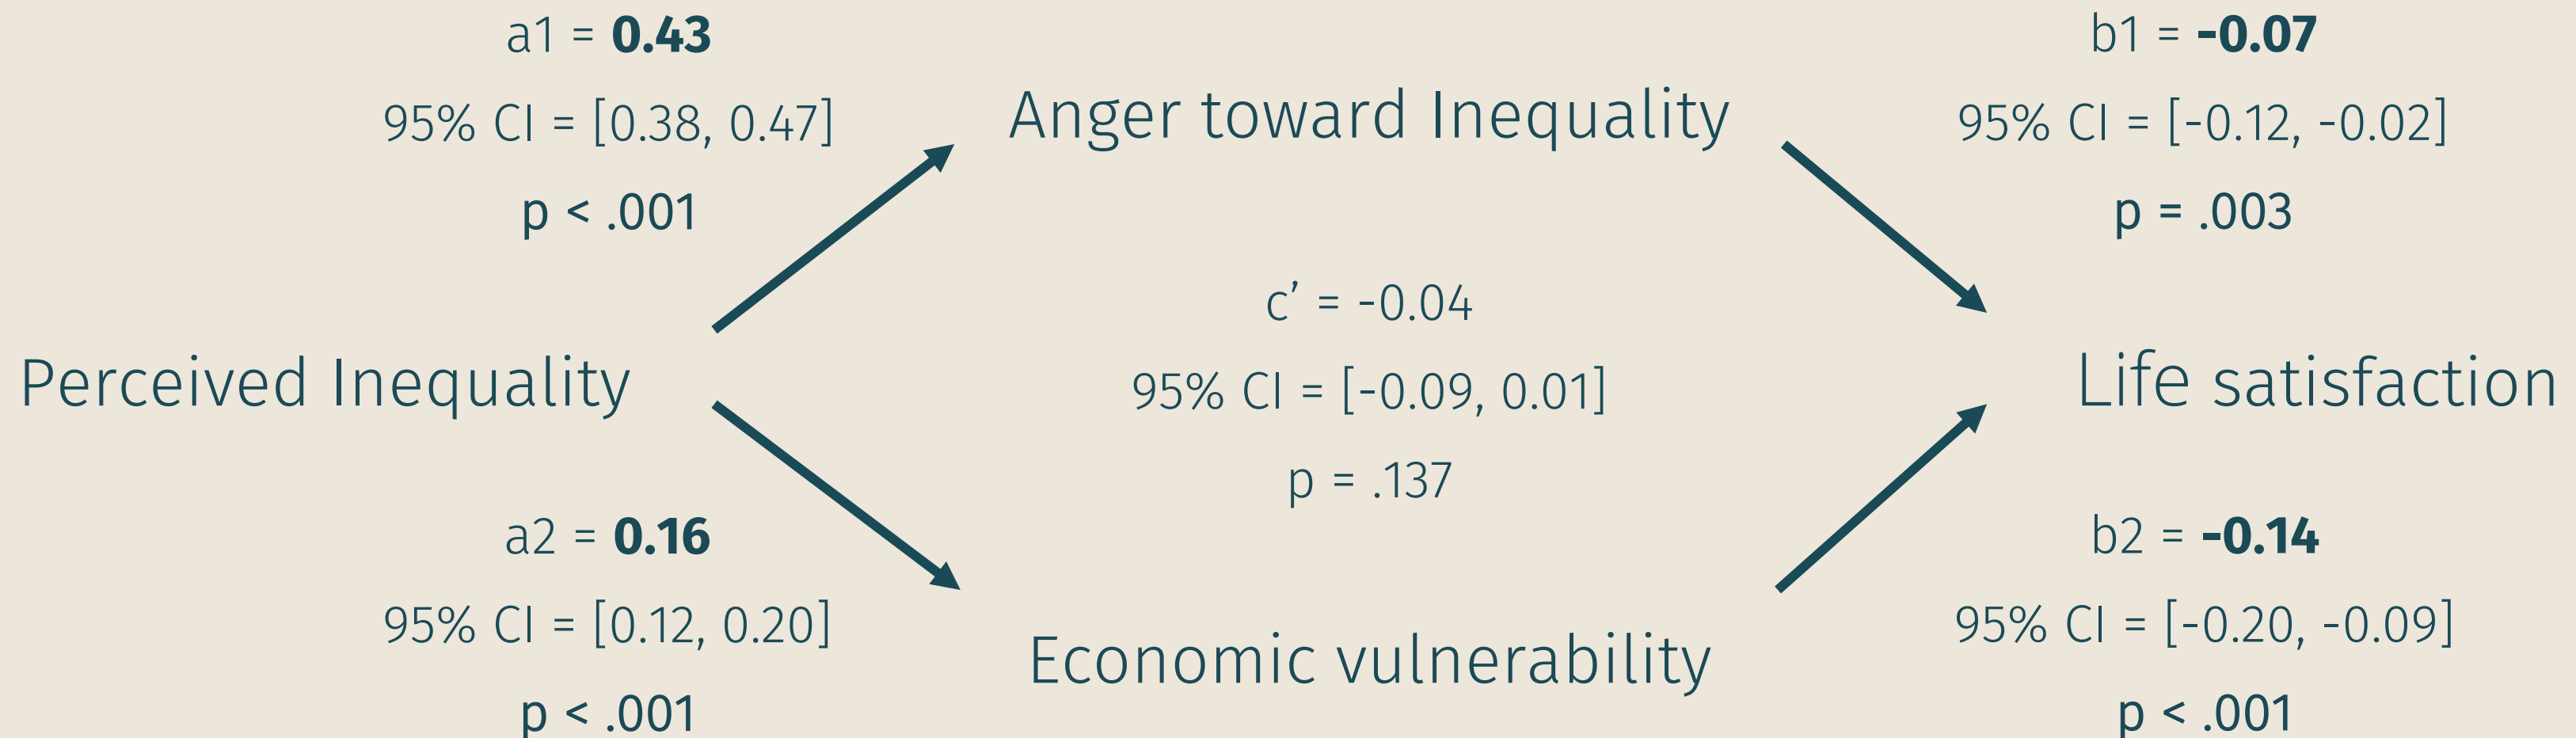 a1 = 0.43
95% CI = [0.38, 0.47]
p < .001
Anger toward Inequality
b1 = -0.07
95% CI = [-0.12, -0.02]
p = .003
Perceived Inequality
c’ = -0.04
95% CI = [-0.09, 0.01]
p = .137
Life satisfaction
a2 = 0.16
95% CI = [0.12, 0.20]
p < .001
Economic vulnerability
b2 = -0.14
95% CI = [-0.20, -0.09]
p < .001